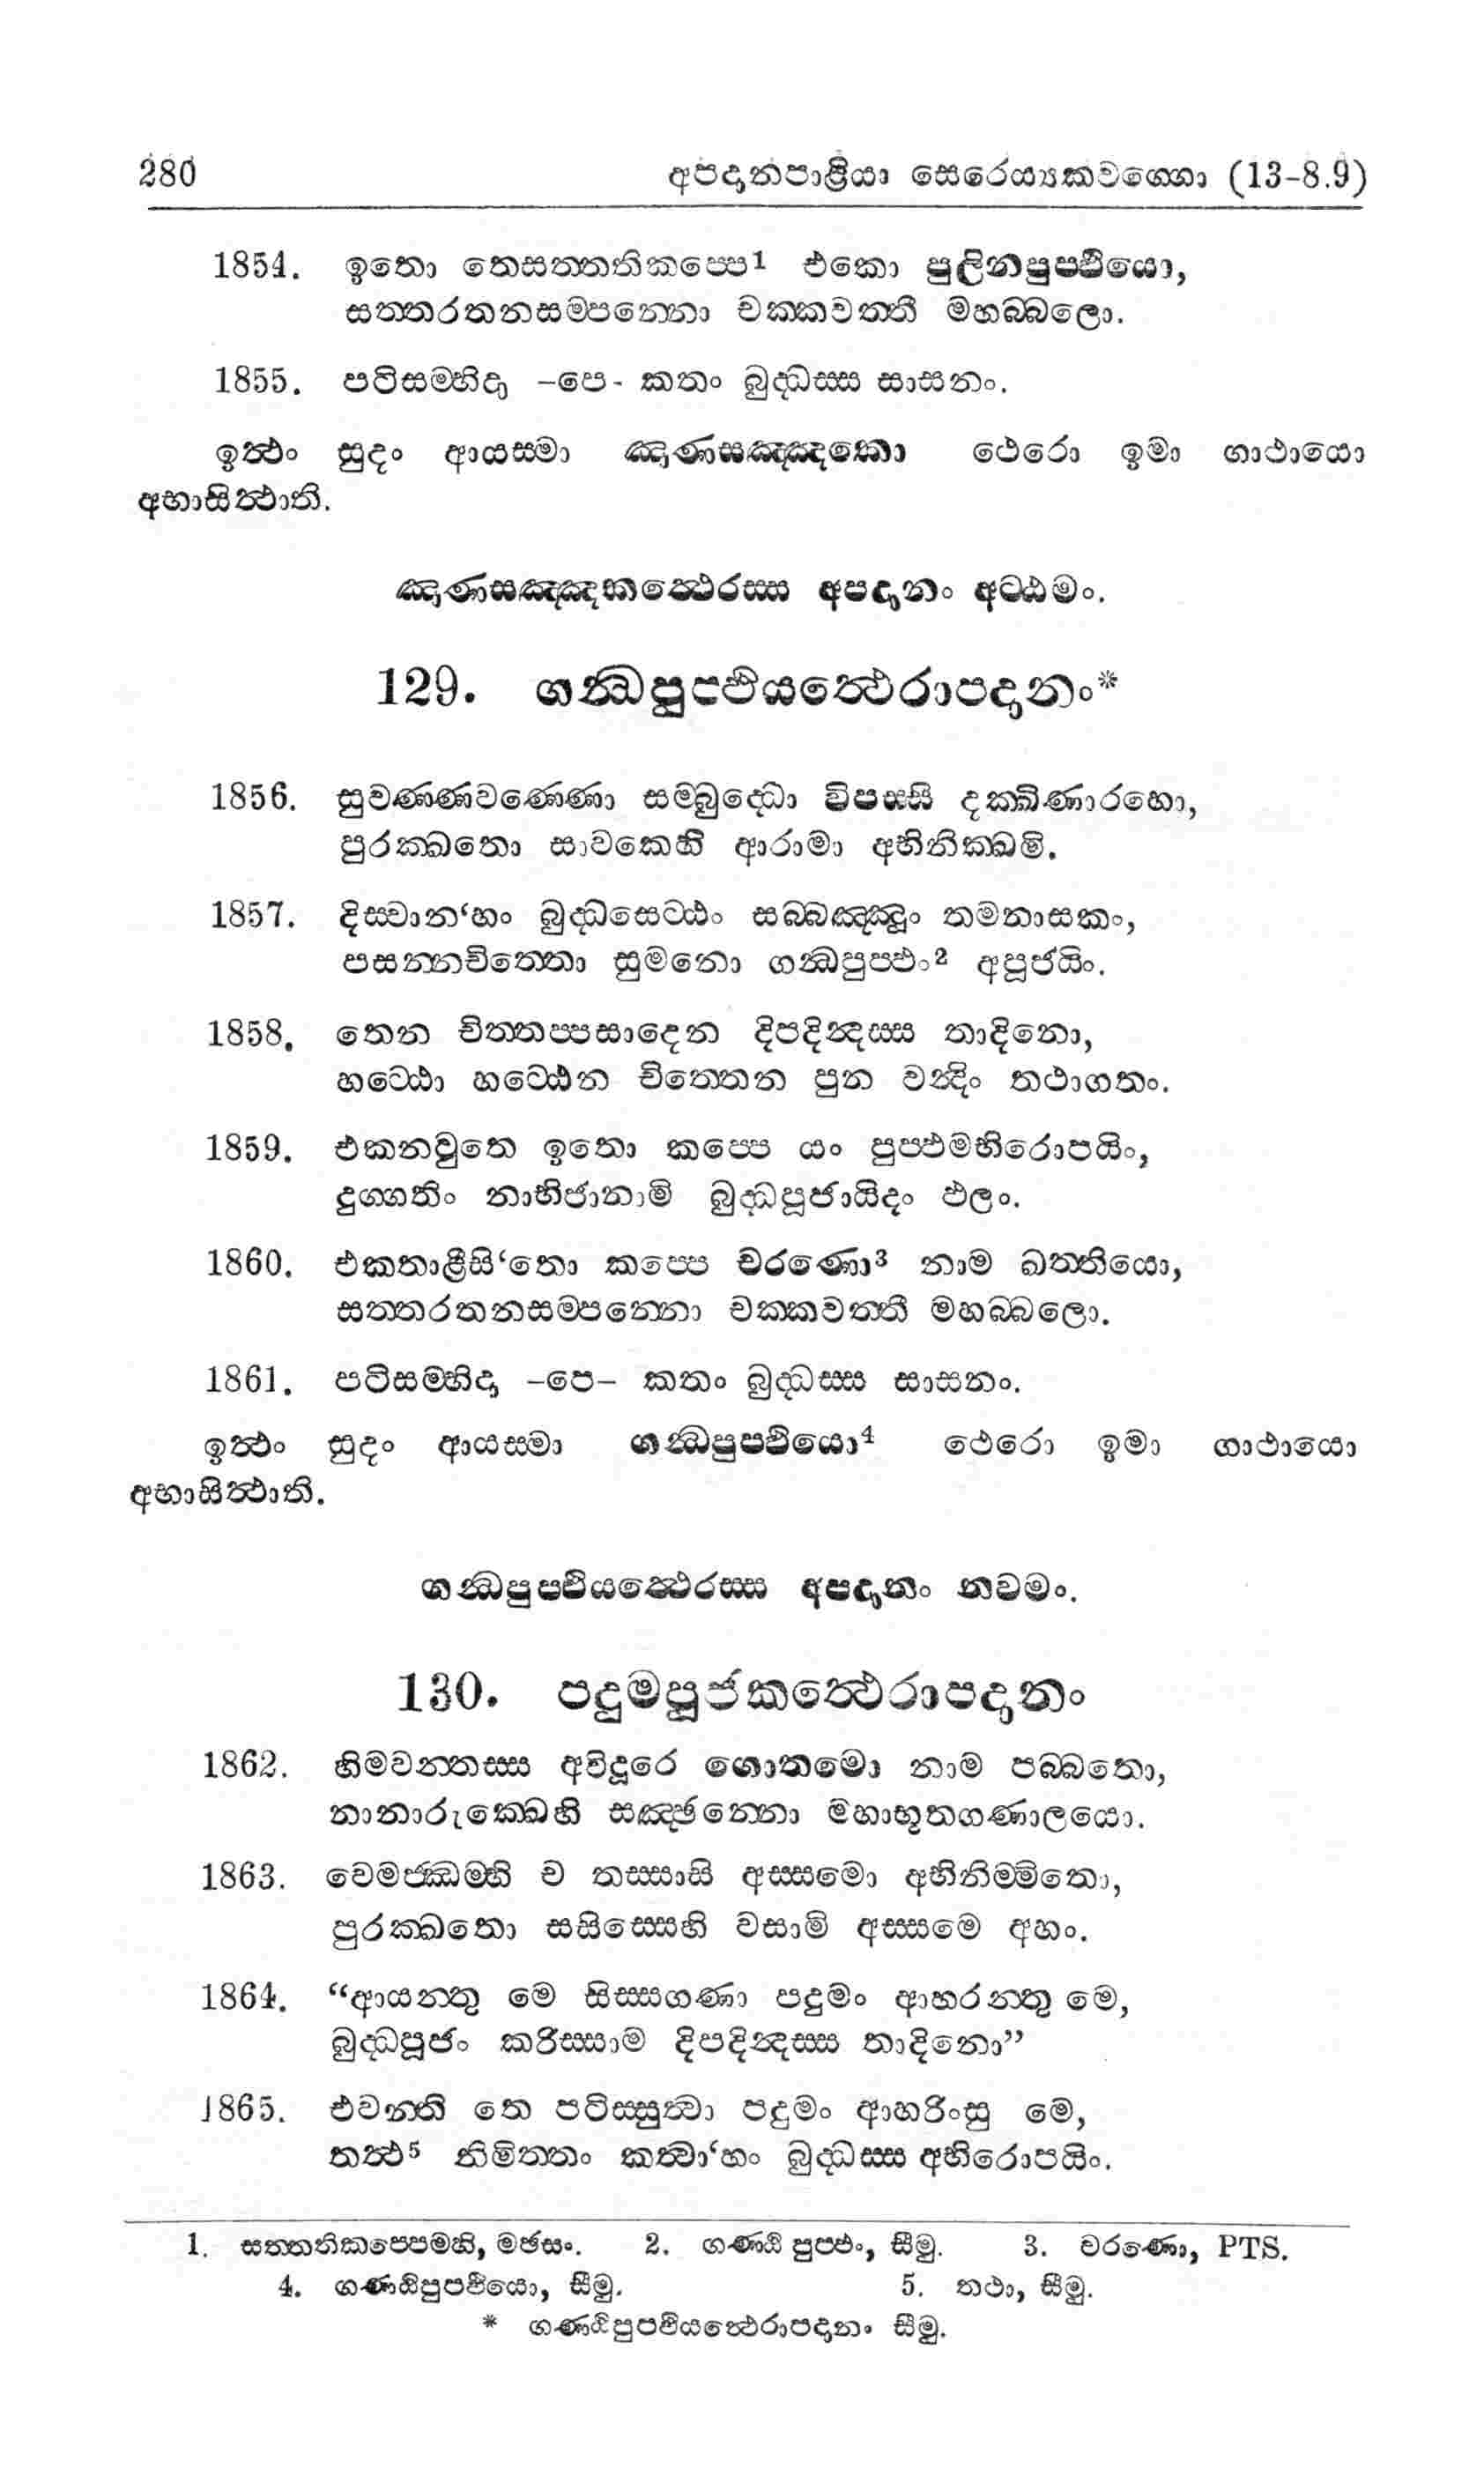 280 අපදානපාළියා සෙරෙය්‍යකවග්ගො (13-8.9)
1854. ඉතො තෙසත්තතිකප්පෙ1 එකො පුලිනපුප්ඵියො,
සත්තරතනසම්පන්නො චක්කවත්තී මහබ්බලො.
1855. පටිසම්භිදා -පෙ- කතං බුද්ධස්ස සාසනං.
ඉත්ථං සුදං ආයස්මා ඤාණසඤ්ඤකො ථෙරො ඉමා ගාථායො
අභාසිත්ථාති.
ඤාණසඤ්ඤකත්ථෙරස්ස අපදානං අට්ඨමං.
129. ගන්ධපුප්ඵියත්ථෙරාපදානං*
1856. සුවණ්ණවණ්ණො සම්බුද්ධො විපස්සි දක්ඛිණාරහො,
පුරක්ඛතො සාවකෙහි ආරාමා අභිනික්ඛමි.
1857. දිස්වාන‘හං බුද්ධසෙට්ඨං සබ්බඤ්ඤුං තමනාසකං,
පසන්නචිත්තො සුමනො ගන්ධපුප්ඵං2 අපූජයිං.
1858. තෙන චිත්තප්පසාදෙන දිපදින්දස්ස තාදිනො,
හට්ඨො හට්ඨෙන චිත්තෙන පුන වන්දිං තථාගතං.
1859. එකනවුතෙ ඉතො කප්පෙ යං පුප්ඵමභිරොපයිං,
දුග්ගතිං නාභිජානාමි බුද්ධපූජායිදං ඵලං.
1860. එකතාළීසි‘තො කප්පෙ චරණො3 නාම ඛත්තියො,
සත්තරතනසම්පන්නො චක්කවත්තී මහබ්බලො.
1861. පටිසම්භිදා -පෙ- කතං බුද්ධස්ස සාසනං.
ඉත්ථං සුදං ආයස්මා ගන්ධපුප්ඵියො4 ථෙරො ඉමා ගාථායො
අභාසිත්ථාති.
ගන්ධපුප්ඵියත්ථෙරස්ස අපදානං නවමං.
130. පදුමපූජකත්ථෙරාපදානං
1862. හිමවන්තස්ස අවිදූරෙ ගොතමො නාම පබ්බතො,
නානාරුක්ඛෙහි සඤ්ඡන්නො මහාභූතගණාලයො.
1863. වෙමජ්ඣම්හි ච තස්සාසි අස්සමො අභිනිම්මිතො,
පුරක්ඛතො සසිස්සෙහි වසාමි අස්සමෙ අහං.
1864. “ආයන්තු මෙ සිස්සගණා පදුමං ආහරන්තු මෙ,
බුද්ධපූජං කරිස්සාමි දිපදින්දස්ස තාදිනො”
1865. එවන්ති තෙ පටිස්සුත්වා පදුමං ආහරිංසු මෙ,
තත්ථ5 නිමිත්තං කත්වා‘හං බුද්ධස්ස අභිරොපයිං.
1. සත්තතිකප්පෙම්හි, මඡසං. 2. ගණ්ඨි පුප්ඵං, සීමු. 3. වරණො, PTS.
4. ගණ්ඨිපුප්ඵියො, සීමු. 5. තථා, සීමු.
* ගණ්ඨිපුප්ඵියත්ථෙරාපදානං සීමු.